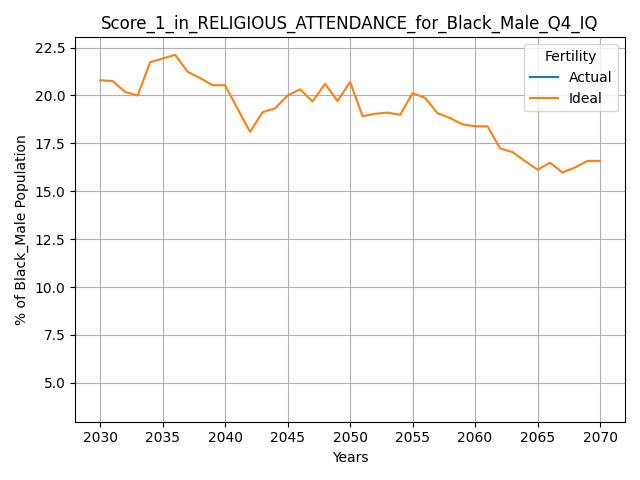 Score_1_in_RELIGIOUS_ATTENDANCE_for_Black_Male_Q4_IQ
Fertility
Actual
Ideal
% of Black_Male Population
22.5
20.0
17.5
15.0
12.5
10.0
7.5
5.0
2030
2035
2040
2045
2050
2055
2060
2065
2070
Years